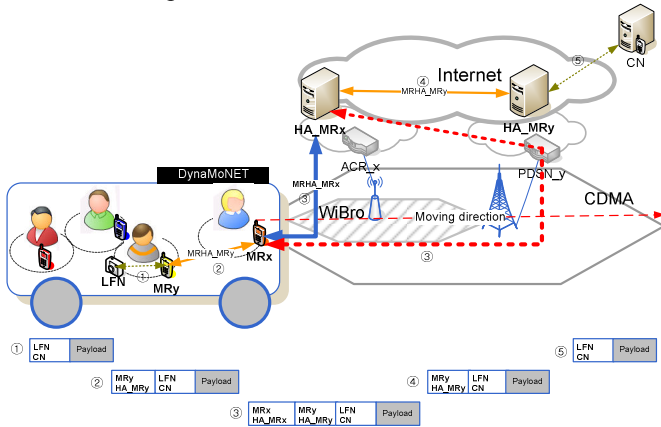 CN
⑤
④
Internet
MRHA_MRy
HA_MRx
HA_MRy
ACR_x
PDSN_y
DynaMoNET
MRHA_MRx
③
WiBro
Moving direction
CDMA
MRHA_MRy
①
②
MRx
③
LFN
MRy
① LFN
CN
Payload
② MRy
HA_MRy
LFN
CN
Payload
③ MRx
HA_MRx
MRy
HA_MRy
LFN
CN
Payload
④ MRy
HA_MRy
LFN
CN
Payload
⑤ LFN
CN
Payload